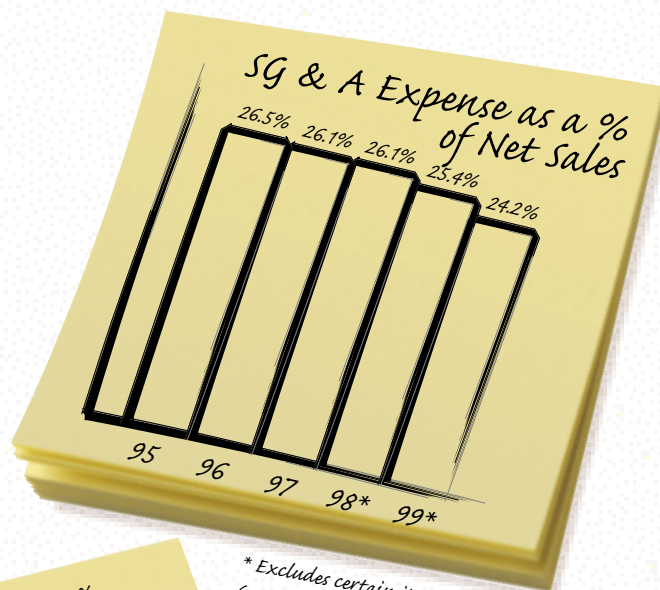 SG & A Expense as a %
of Net Sales
26.5% 26.1% 26.1% 25.4% 24.2%
95 96 97 98* 99*
* Excludes certain